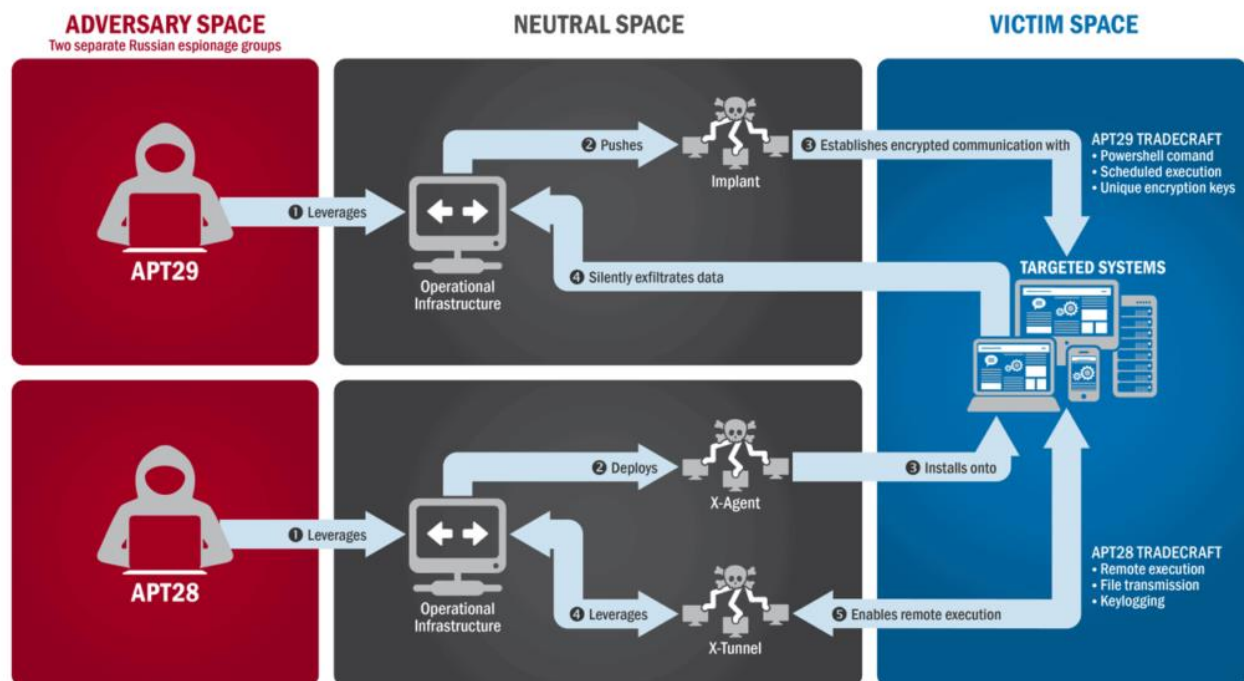 ADVERSARY SPACE
Two separate Russian espionage groups
NEUTRAL SPACE
VICTIM SPACE
APT29
❶ Leverages
Operational
Infrastructure
❷ Pushes
Implant
❸ Establishes encrypted communication with
❹ Silently exfiltrates data
APT29 TRADECRAFT
• Powershell comand
• Scheduled execution
• Unique encryption keys
TARGETED SYSTEMS
APT28
❶ Leverages
Operational
Infrastructure
❷ Deploys
X-Agent
❸ Installs onto
❹ Leverages
X-Tunnel
❺ Enables remote execution
APT28 TRADECRAFT
• Remote execution
• File transmission
• Keylogging